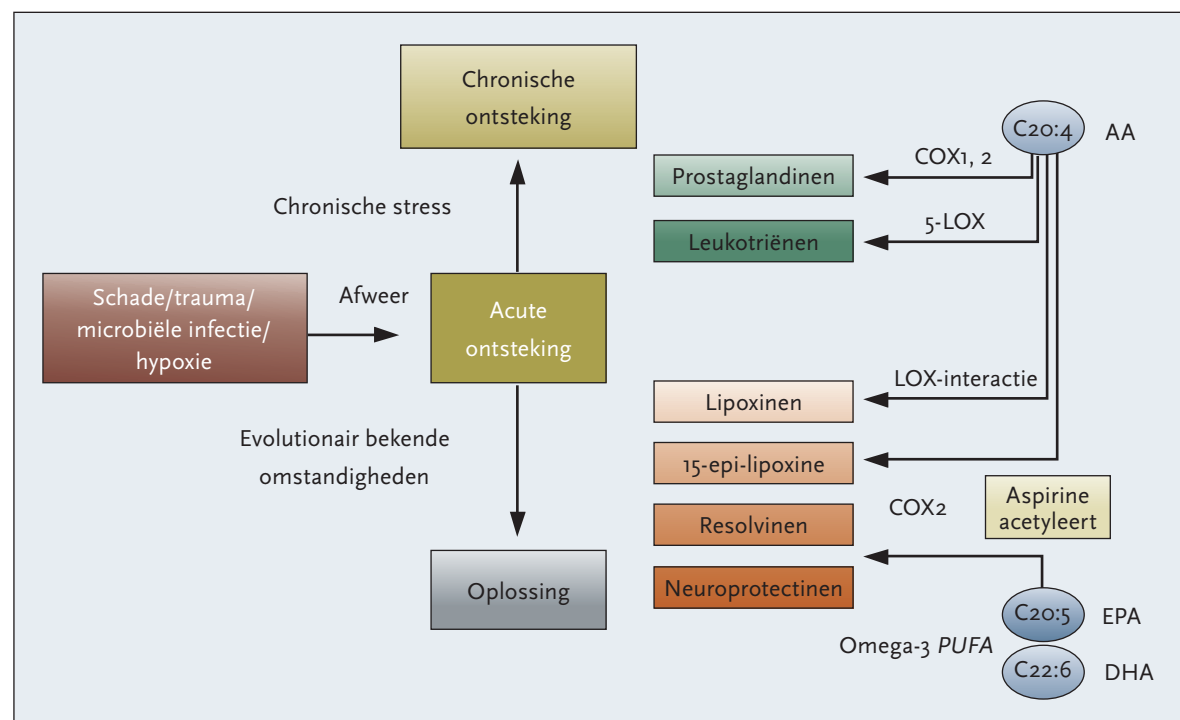 Chronische
ontsteking
C20:4
AA
COX1, 2
Prostaglandinen
Chronische stress
5-LOX
Leukotriënen
Schade/trauma/
microbiële infectie/
hypoxie
Afweer
Acute
ontsteking
LOX-interactie
Lipoxinen
Evolutionair bekende
omstandigheden
15-epi-lipoxine
COX2
Aspirine
acetyleert
Resolvinen
Oplossing
Neuroprotectinen
C20:5
EPA
Omega-3 PUFA
C22:6
DHA